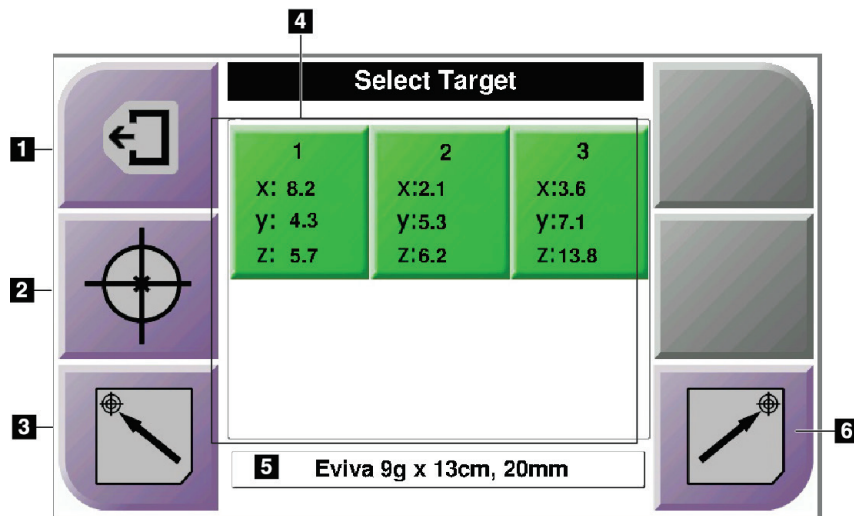 4
Select Target
1
2
3
1 2 3
x: 8.2 x:2.1 x:3.6
y: 4.3 y:5.3 y:7.1
z: 5.7 z:6.2 z:13.8
6
5 Eviva 9g x 13cm, 20mm